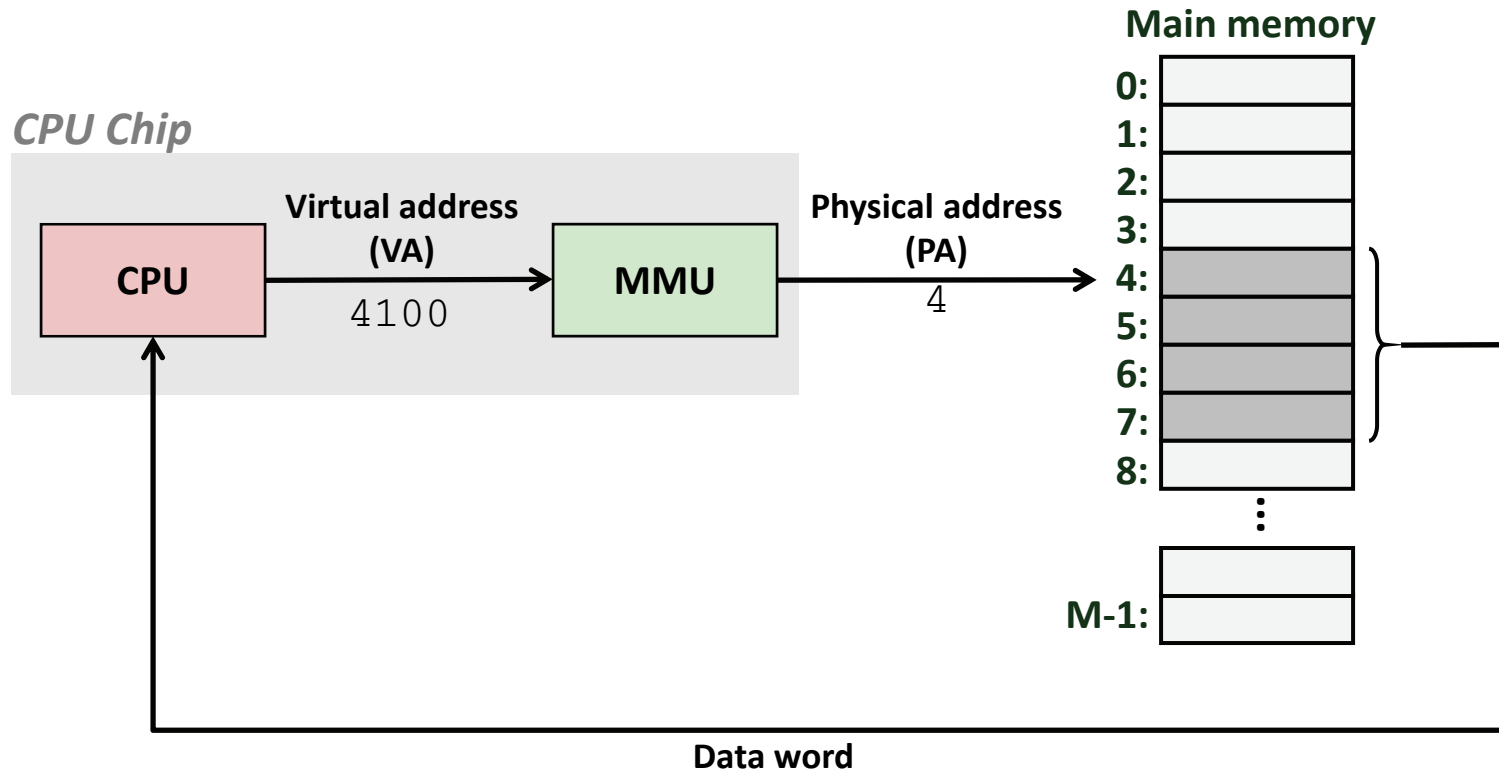 Main memory
CPU Chip
Virtual address
(VA)
CPU
4100
MMU
Physical address
(PA)
4
0:
1:
2:
3:
4:
5:
6:
7:
8:
M-1:
Data word